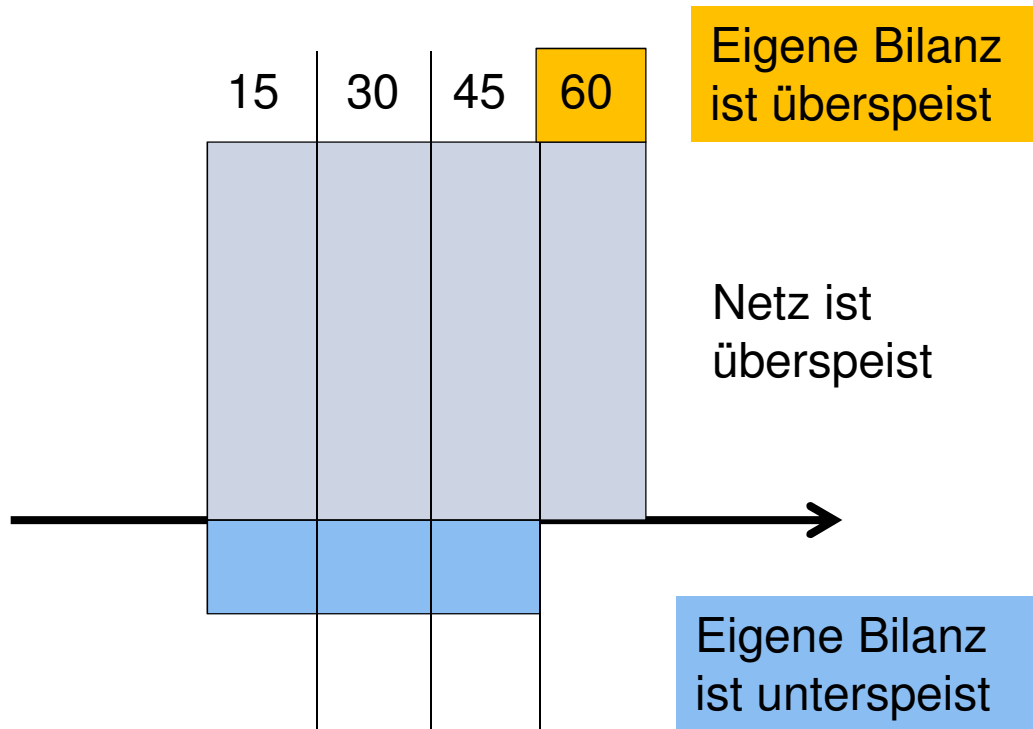 15 30 45 60
Eigene Bilanz
ist überspeist
Netz ist
überspeist
Eigene Bilanz
ist unterspeist